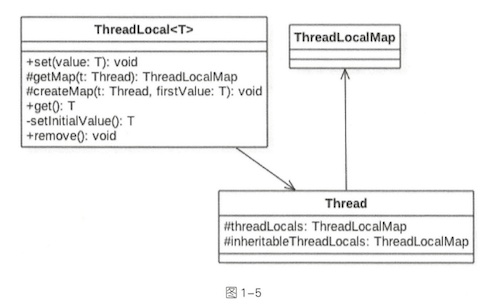 ThreadLocal<T>
+set(value: T): void
#getMap(t: Thread): ThreadLocalMap
#createMap(t: Thread, firstValue: T): void
+get(): T
-setInitialValue(): T
+remove(): void
ThreadLocalMap
Thread
#threadLocals: ThreadLocalMap
#inheritableThreadLocals: ThreadLocalMap
图 1-5